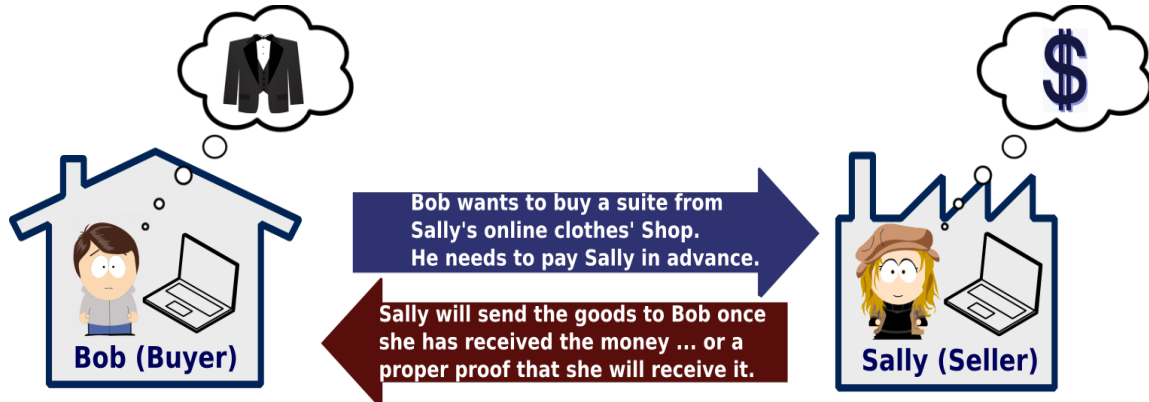 $
Bob wants to buy a suite from
Sally's online clothes' Shop.
He needs to pay Sally in advance.
Sally will send the goods to Bob once
she has received the money ... or a
proper proof that she will receive it.
Bob (Buyer)
Sally (Seller)